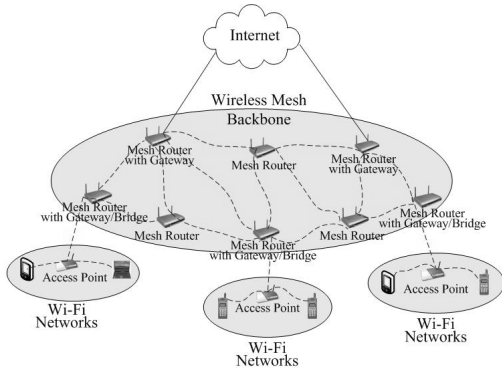 Internet
Wireless Mesh
Backbone
Mesh Router
with Gateway
Mesh Router
Mesh Router
with Gateway
Mesh Router
with Gateway/Bridge
Mesh Router
Mesh Router
with Gateway/Bridge
Mesh Router
Mesh Router
with Gateway/Bridge
Access Point
Wi-Fi
Networks
Access Point
Wi-Fi
Networks
Access Point
Wi-Fi
Networks